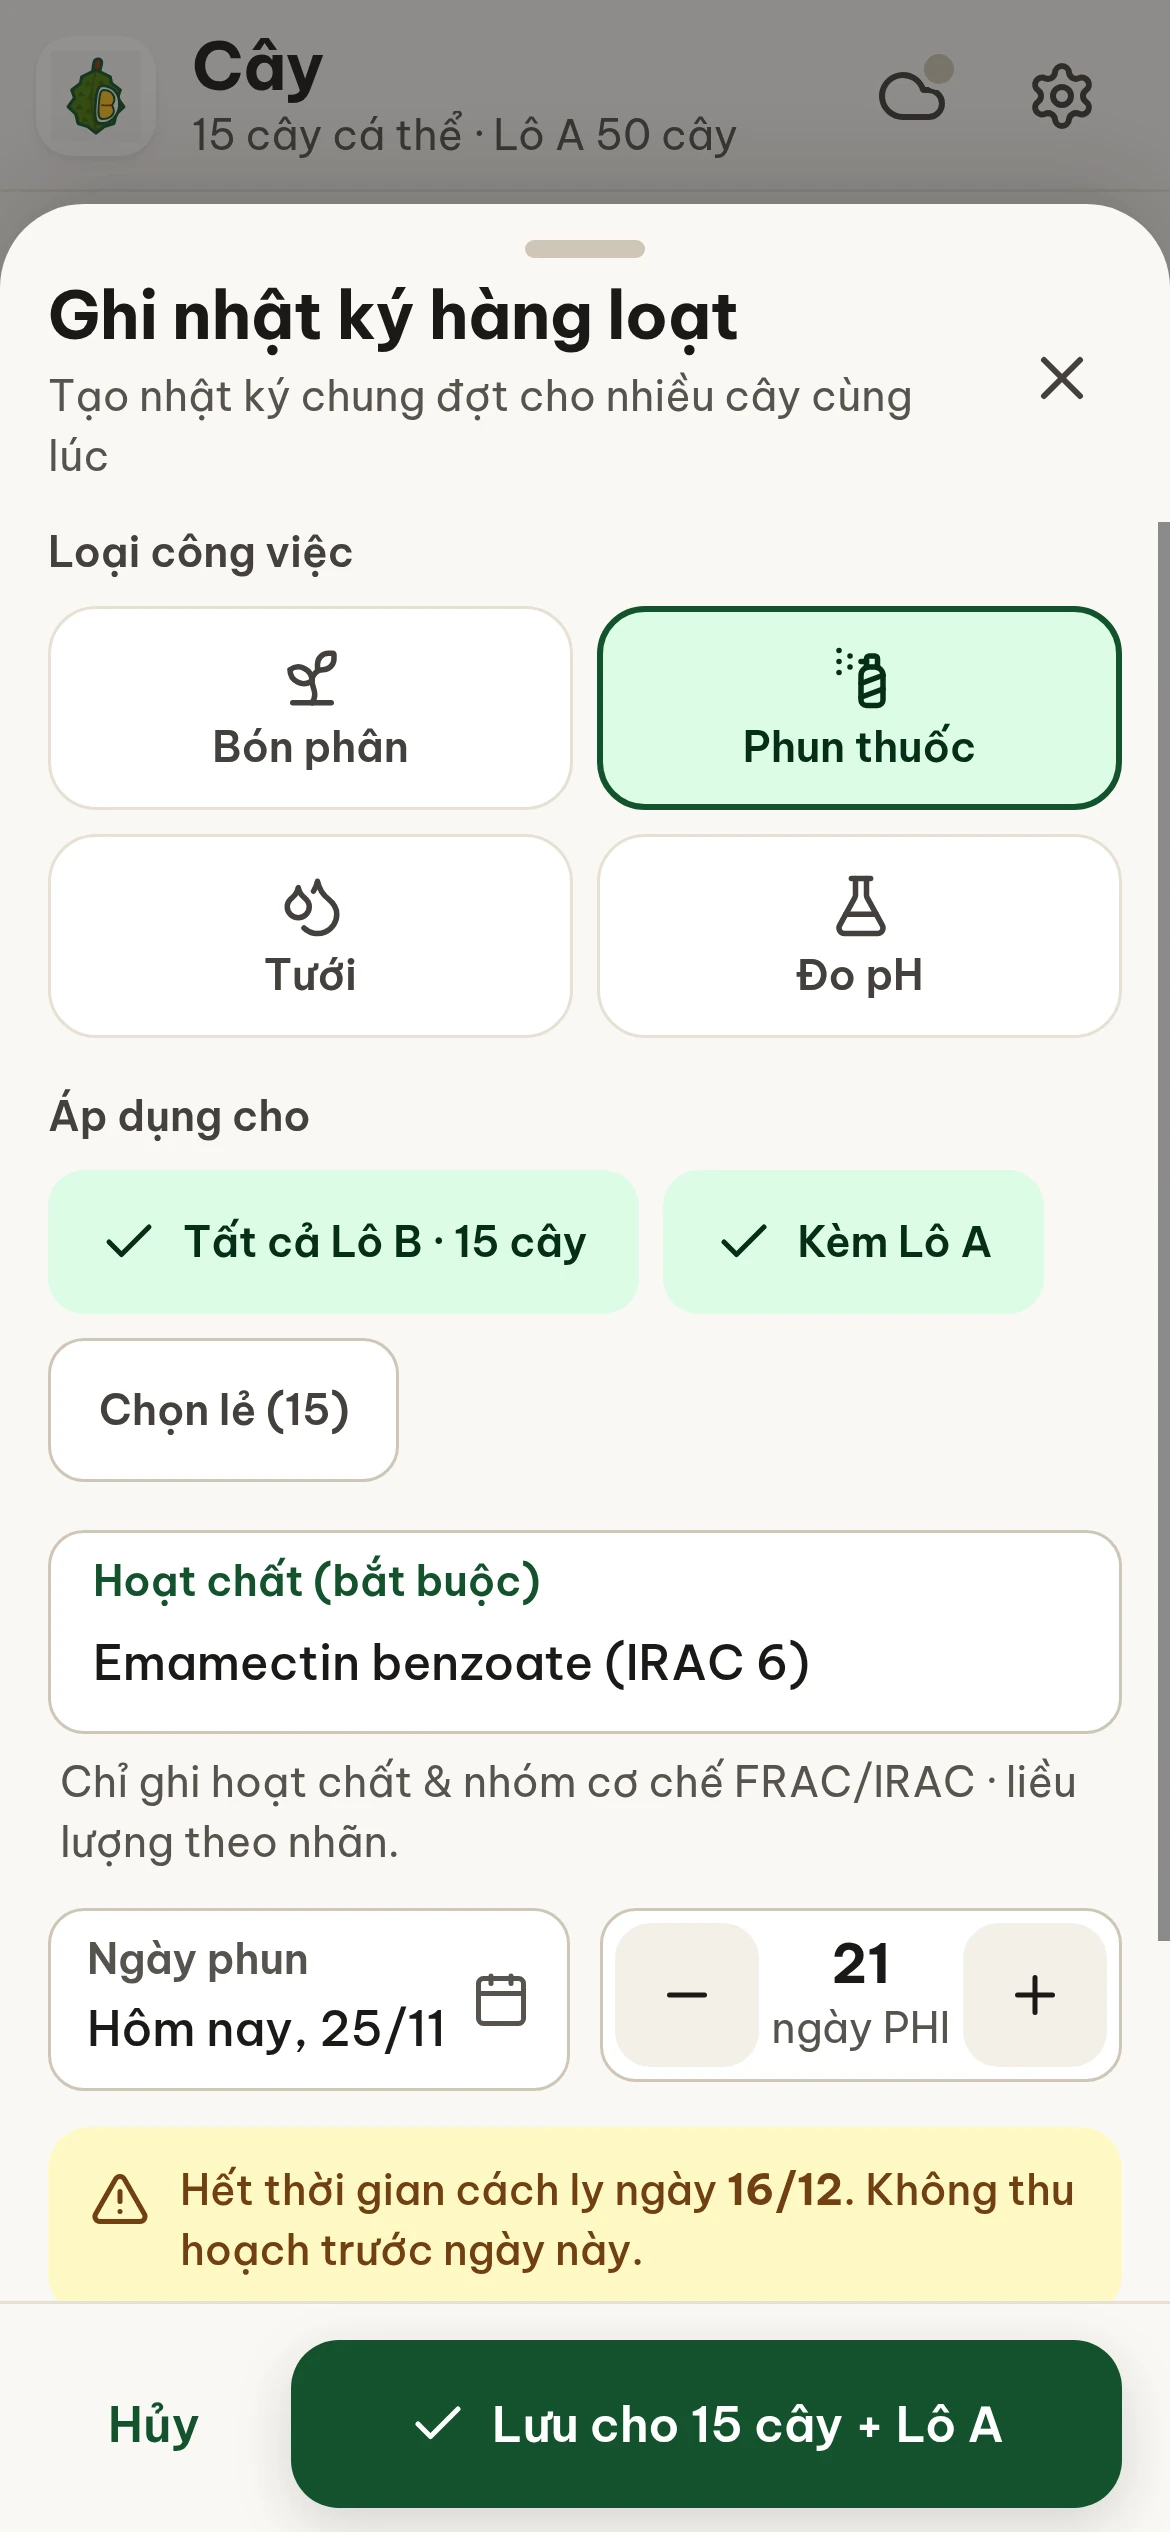 Cây
15 cây cá thể · Lô A 50 cây
Ghi nhật ký hàng loạt
Tạo nhật ký chung đợt cho nhiều cây cùng
lúc
Loại công việc
Bón phân
Phun thuốc
Tưới
Đo pH
Áp dụng cho
Tất cả Lô B · 15 cây
Kèm Lô A
Chọn lẻ (15)
Hoạt chất (bắt buộc)
Emamectin benzoate (IRAC 6)
Chỉ ghi hoạt chất & nhóm cơ chế FRAC/IRAC · liều
lượng theo nhãn.
Ngày phun
Hôm nay, 25/11
21
ngày PHI
Hết thời gian cách ly ngày 16/12. Không thu
hoạch trước ngày này.
Hủy
Lưu cho 15 cây + Lô A